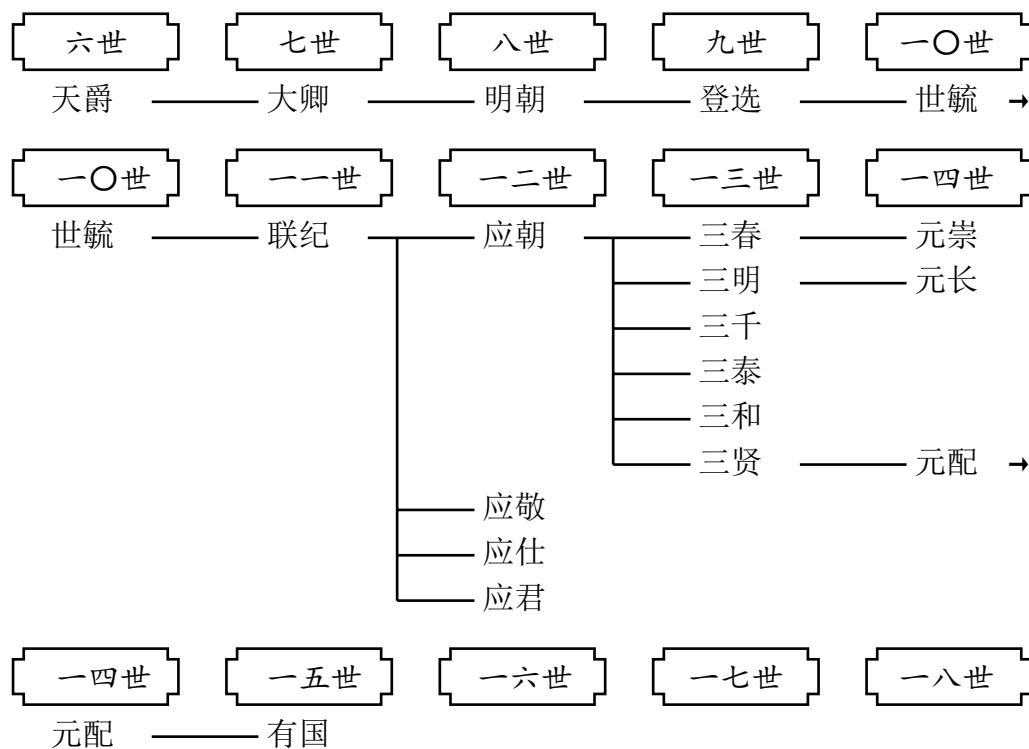 六世 七世 八世 九世 一〇世
天爵 大卿 明朝 登选 世毓
一〇世 一一世 一二世 一三世 一四世
世毓 联纪 应朝 三春 元崇
三明 元长
三千
三泰
三和
三贤 元配
应敬
应仕
应君
一四世 一五世 一六世 一七世 一八世
元配 有国